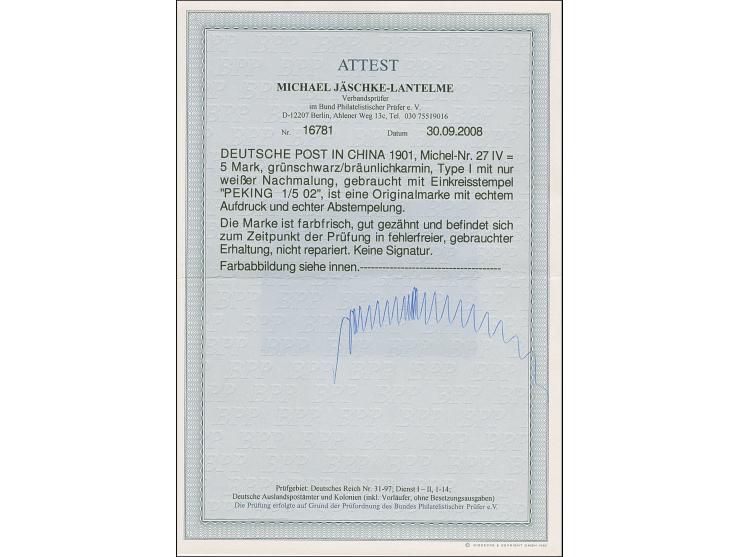 ATTEST
MICHAEL JÄSCHKE-LANTELME
Verbandsprüfer
im Bund Philatelistischer Prüfer e. V.
D-12207 Berlin, Ahlener Weg 13c, Tel. 030 75519016
Nr. 16781 Datum 30.09.2008
DEUTSCHE POST IN CHINA 1901, Michel-Nr. 27 IV =
5 Mark, grünschwarz/bräunlichkarmin, Type I mit nur
weißer Nachmalung, gebraucht mit Einkreisstempel
"PEKING 1/5 02", ist eine Originalmarke mit echtem
Aufdruck und echter Abstempelung.
Die Marke ist farbfrisch, gut gezähnt und befindet sich
zum Zeitpunkt der Prüfung in fehlerfreier, gebrauchter
Erhaltung, nicht repariert. Keine Signatur.
Farbabbildung siehe innen.--------------------------------------
Prüfgebiet: Deutsches Reich Nr. 31-97; Dienst I – II, 1-14;
Deutsche Auslandspostämter und Kolonien (inkl. Vorläufer, ohne Besetzungsausgaben)
Die Prüfung erfolgte auf Grund der Prüfordnung des Bundes Philatelistischer Prüfer e.V.